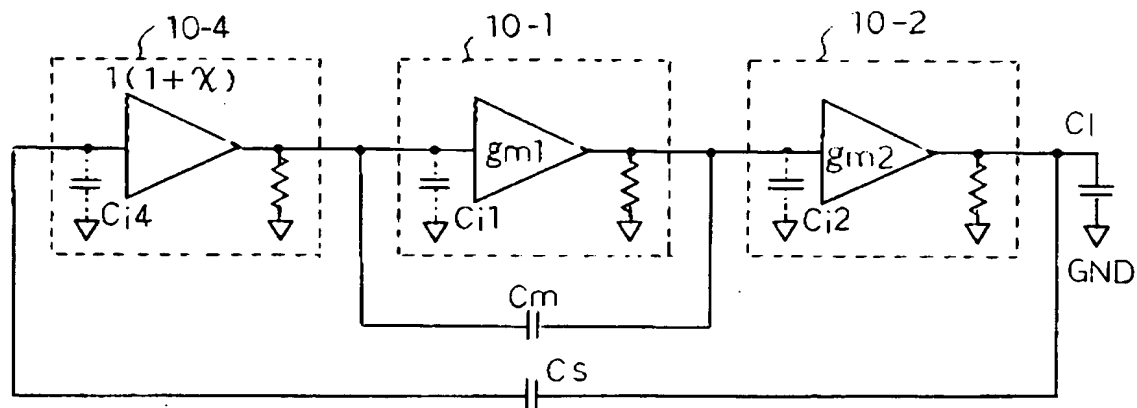 10-4
10-1
10-2
1(1+χ)
gm1
gm2
Cl
Ci4
Ci1
Ci2
GND
Cm
Cs